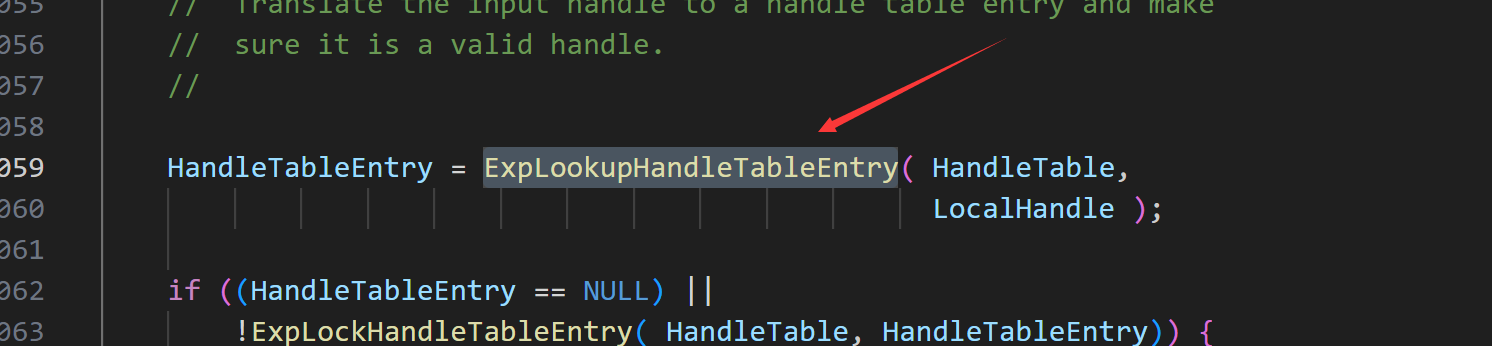 055 // Translate the input handle to a handle table entry and make
056 // sure it is a valid handle.
057 //
058
059 HandleTableEntry = ExpLookupHandleTableEntry( HandleTable,
060 LocalHandle );
061
062 if ((HandleTableEntry == NULL) ||
063 !ExpLockHandleTableEntry( HandleTable, HandleTableEntry)) {